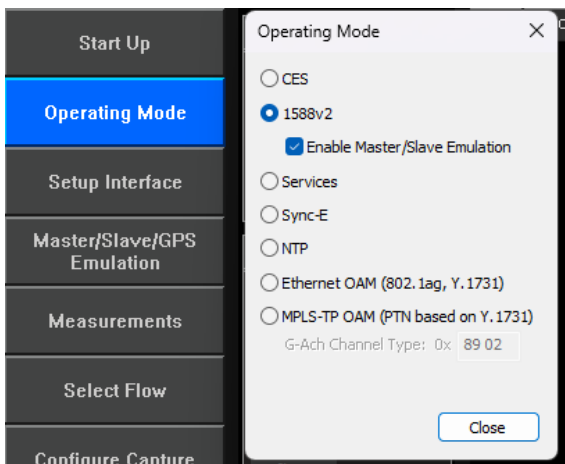 Start Up
Operating Mode
Setup Interface
Master/Slave/GPS
Emulation
Measurements
Select Flow
Configure Capture
Operating Mode
CES
1588v2
Enable Master/Slave Emulation
Services
Sync-E
NTP
Ethernet OAM (802.1ag, Y.1731)
MPLS-TP OAM (PTN based on Y.1731)
G-Ach Channel Type: 0x 89 02
Close